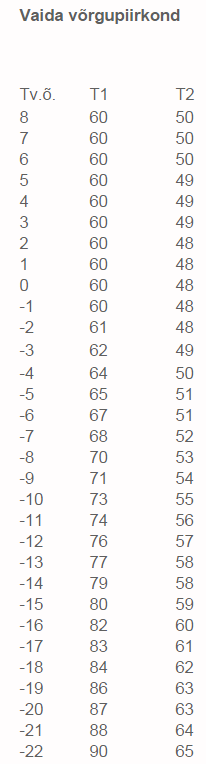 Vaida võrgupiirkond
Tv.õ. T1 T2
8 60 50
7 60 50
6 60 50
5 60 49
4 60 49
3 60 49
2 60 48
1 60 48
0 60 48
-1 60 48
-2 61 48
-3 62 49
-4 64 50
-5 65 51
-6 67 51
-7 68 52
-8 70 53
-9 71 54
-10 73 55
-11 74 56
-12 76 57
-13 77 58
-14 79 58
-15 80 59
-16 82 60
-17 83 61
-18 84 62
-19 86 63
-20 87 63
-21 88 64
-22 90 65